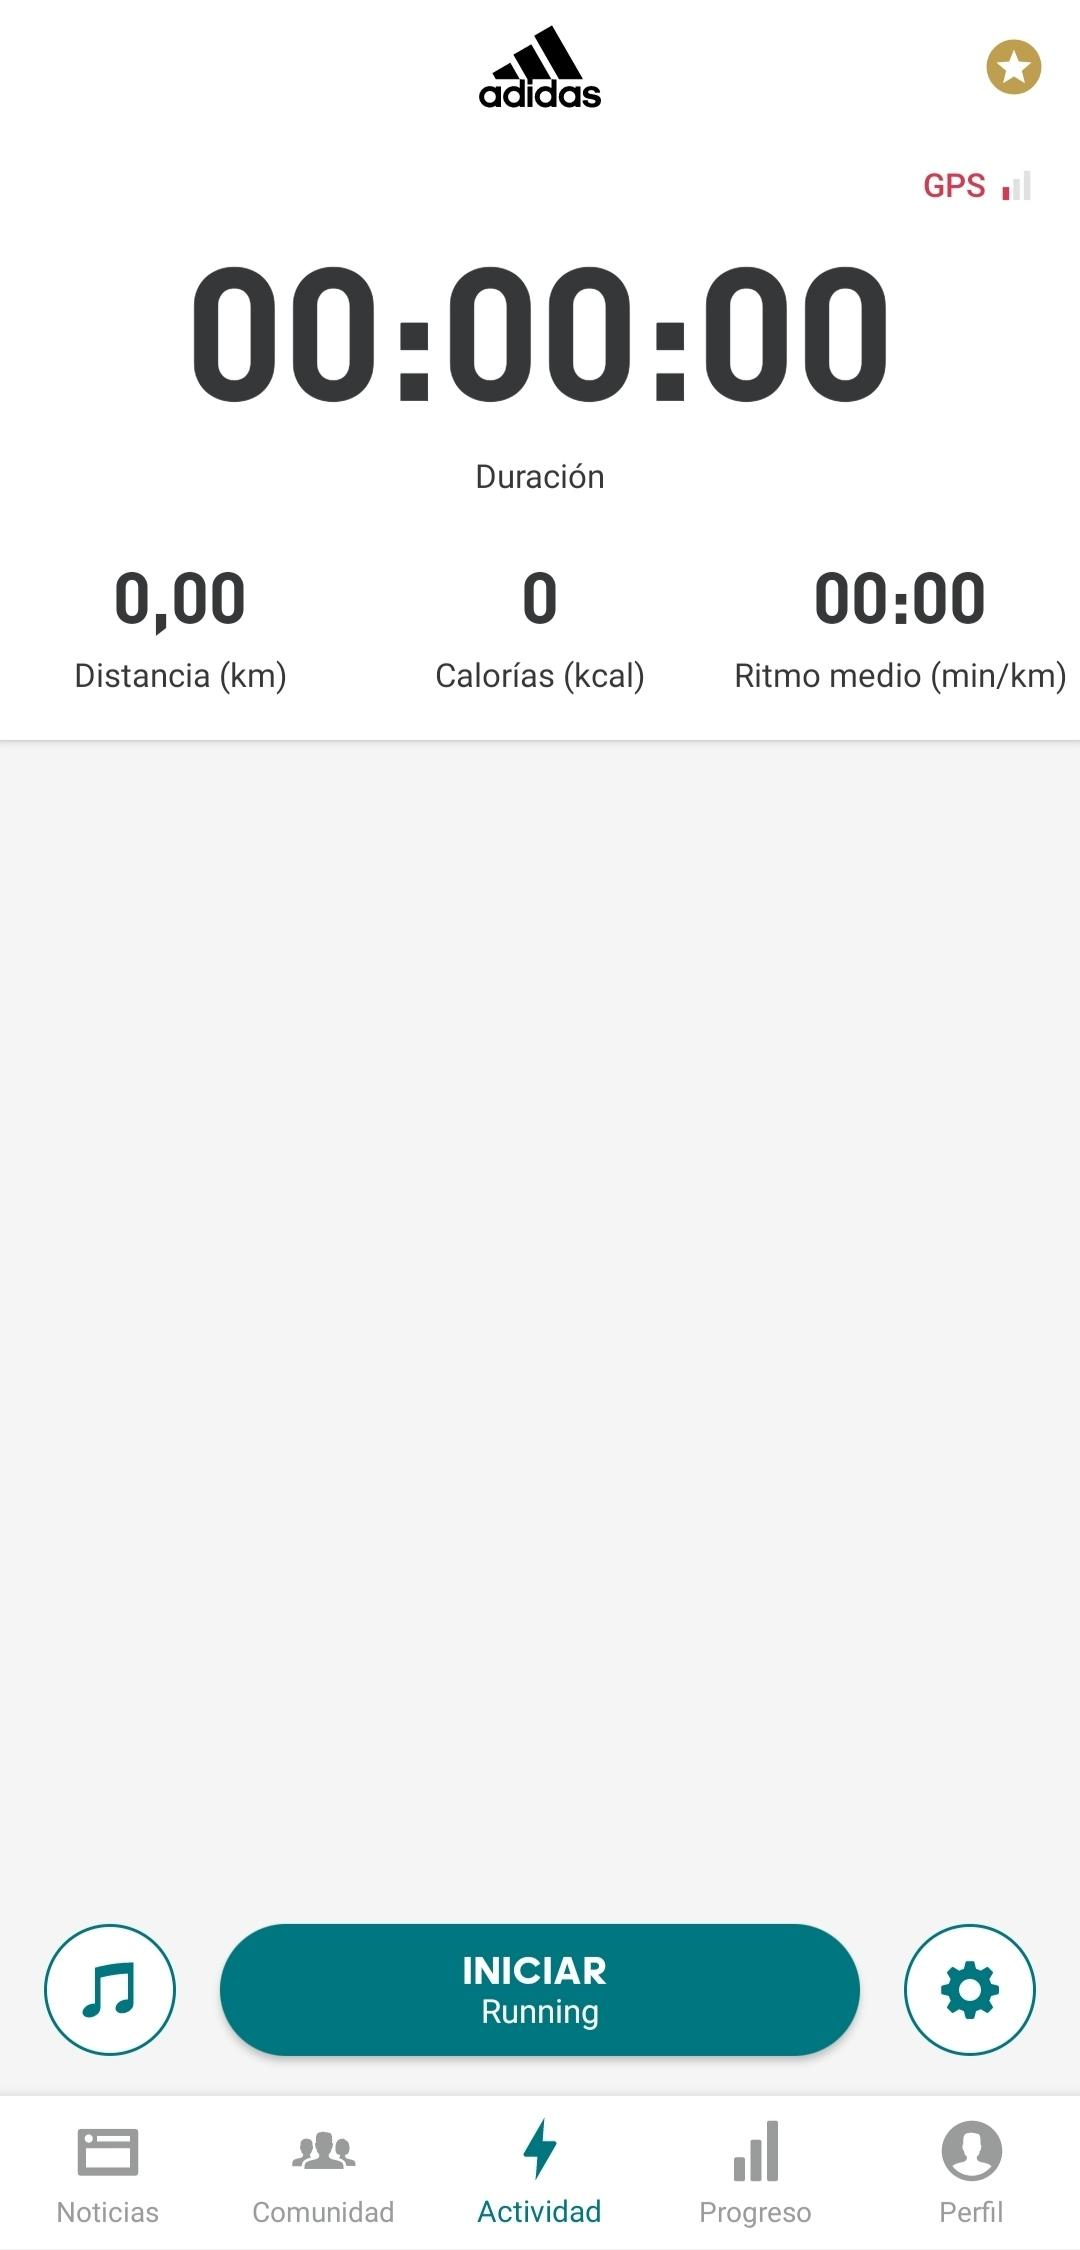 adidas
GPS
00:00:00
Duración
0,00 0 00:00
Distancia (km) Calorías (kcal) Ritmo medio (min/km)
INICIAR
Running
Noticias Comunidad Actividad Progreso Perfil